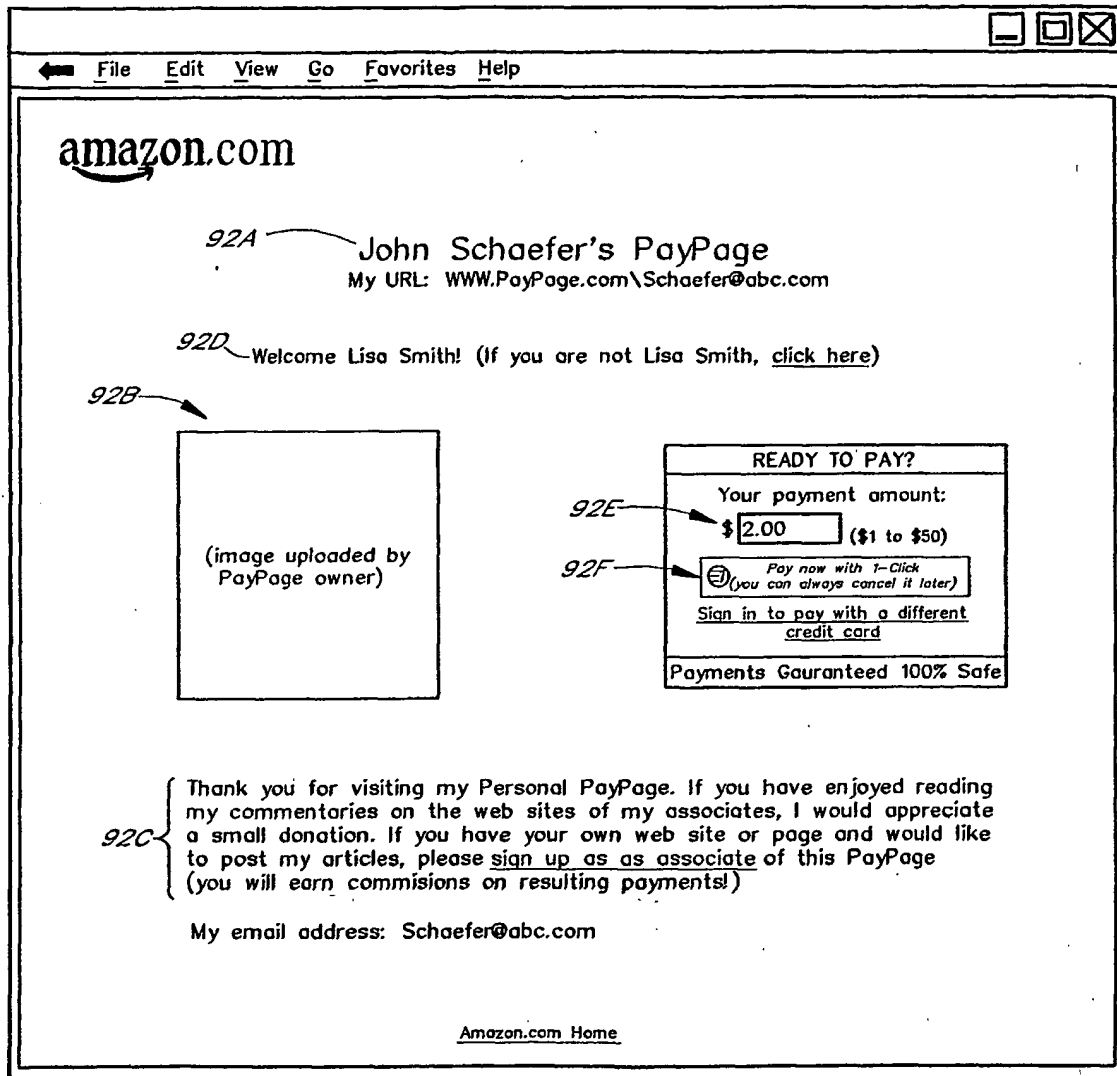 File Edit View Go Favorites Help
amazon.com
92A
John Schaefer's PayPage
My URL: WWW.PayPage.com\Schaefer@abc.com
92D
Welcome Lisa Smith! (If you are not Lisa Smith, click here)
92B
(image uploaded by
PayPage owner)
READY TO PAY?
Your payment amount:
92E
$ 2.00 ($1 to $50)
92F
Pay now with 1-Click
(you can always cancel it later)
Sign in to pay with a different
credit card
Payments Gauranteed 100% Safe
92C
Thank you for visiting my Personal PayPage. If you have enjoyed reading
my commentaries on the web sites of my associates, I would appreciate
a small donation. If you have your own web site or page and would like
to post my articles, please sign up as as associate of this PayPage
(you will earn commisions on resulting payments!)
My email address: Schaefer@abc.com
Amazon.com Home